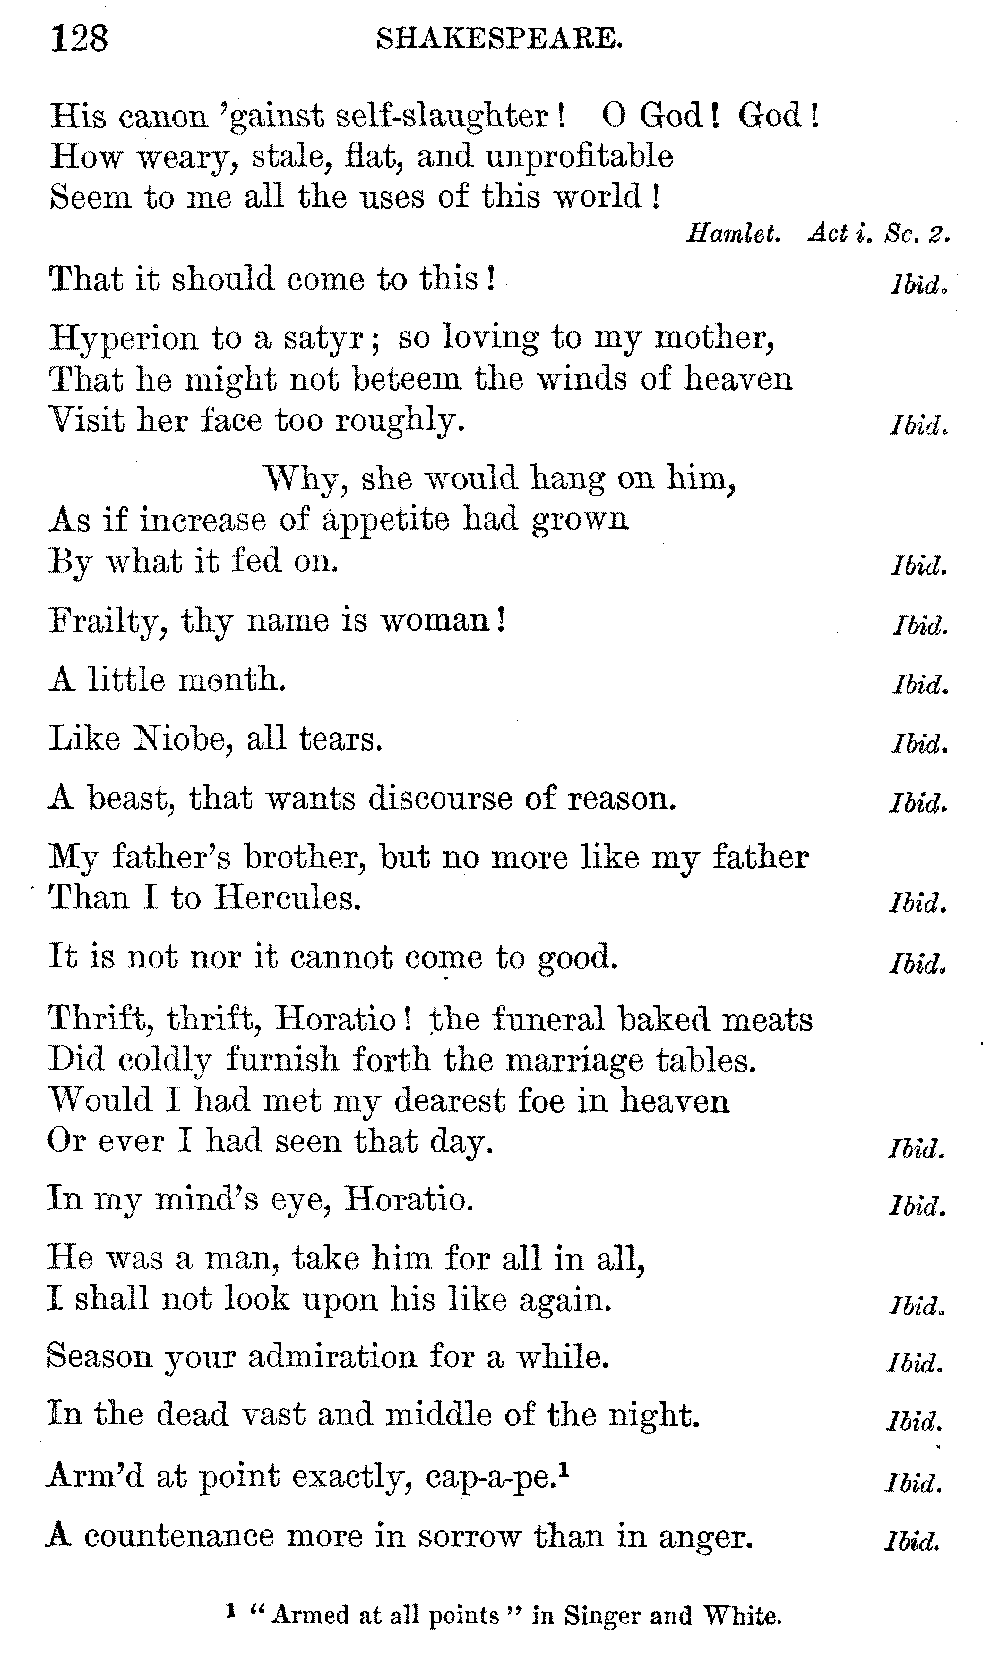 128 SHAKESPEARE.
His canon 'gainst self-slaughter! O God! God!
How weary, stale, flat, and unprofitable
Seem to me all the uses of this world!
Hamlet. Act i. Sc. 2.
That it should come to this! Ibid.
Hyperion to a satyr; so loving to my mother,
That he might not beteem the winds of heaven
Visit her face too roughly. Ibid.
Why, she would hang on him,
As if increase of appetite had grown
By what it fed on. Ibid.
Frailty, thy name is woman! Ibid.
A little month. Ibid.
Like Niobe, all tears. Ibid.
A beast, that wants discourse of reason. Ibid.
My father's brother, but no more like my father
Than I to Hercules. Ibid.
It is not nor it cannot come to good. Ibid.
Thrift, thrift, Horatio! the funeral baked meats
Did coldly furnish forth the marriage tables.
Would I had met my dearest foe in heaven
Or ever I had seen that day. Ibid.
In my mind's eye, Horatio. Ibid.
He was a man, take him for all in all,
I shall not look upon his like again. Ibid.
Season your admiration for a while. Ibid.
In the dead vast and middle of the night. Ibid.
Arm'd at point exactly, cap-a-pe.¹ Ibid.
A countenance more in sorrow than in anger. Ibid.
¹ "Armed at all points" in Singer and White.